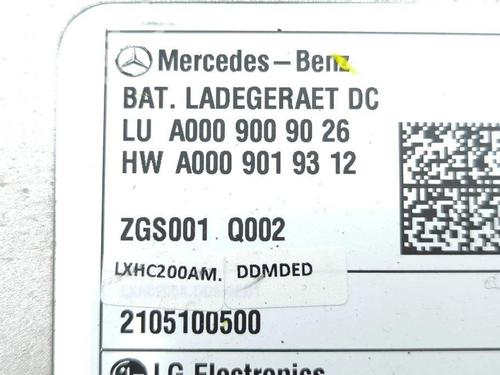 Mercedes-Benz
BAT. LADEGERAET DC
LU A000 900 90 26
HW A000 901 93 12
ZGS001 Q002
LXHC200AM. DDMDED
2105100500
LG Electronics